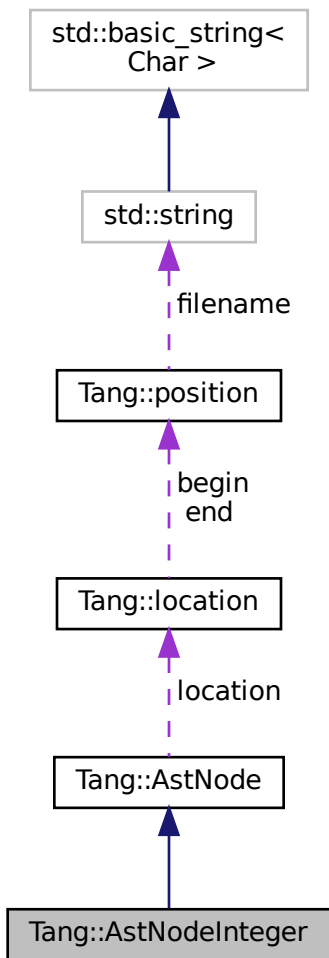 std::basic_string<
Char >
std::string
filename
Tang::position
begin
end
Tang::location
location
Tang::AstNode
Tang::AstNodeInteger